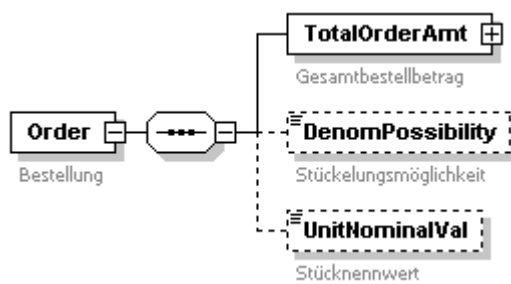 TotalOrderAmt
Gesamtbestellbetrag
Order
Bestellung
DenomPossibility
Stückelungsmöglichkeit
UnitNominalVal
Stücknennwert